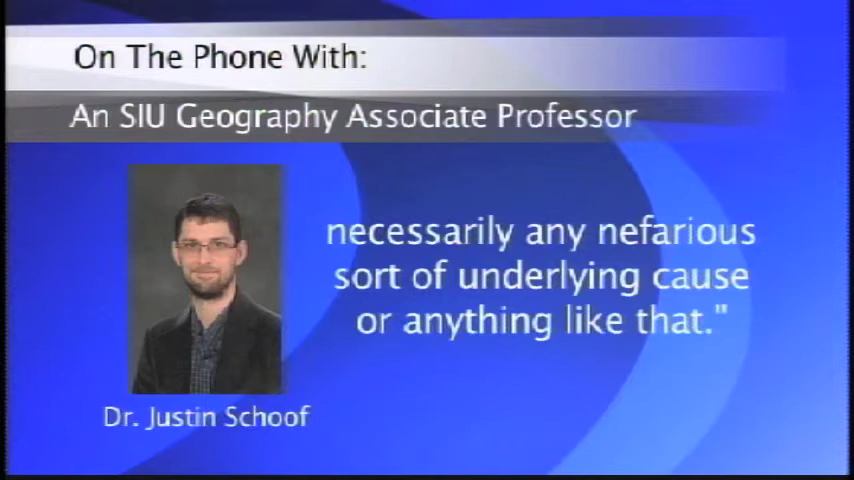 On The Phone With:
An SIU Geography Associate Professor
necessarily any nefarious
sort of underlying cause
or anything like that."
Dr. Justin Schoof